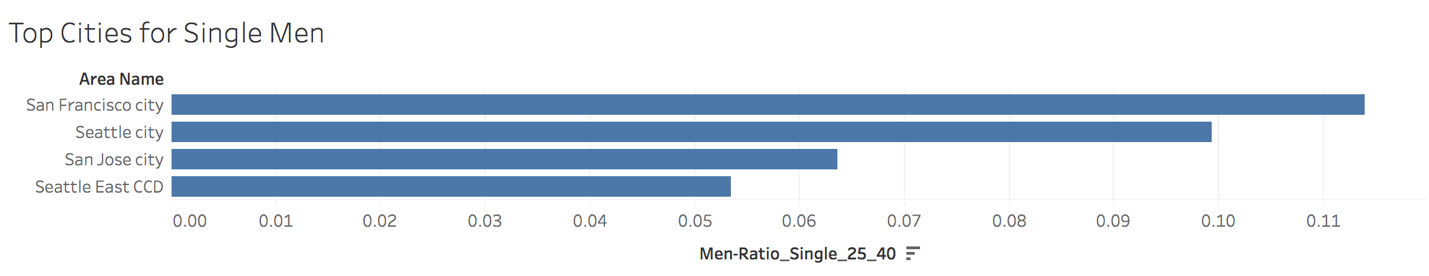 Top Cities for Single Men
Area Name
San Francisco city
Seattle city
San Jose city
Seattle East CCD
0.00 0.01 0.02 0.03 0.04 0.05 0.06 0.07 0.08 0.09 0.10 0.11
Men-Ratio_Single_25_40